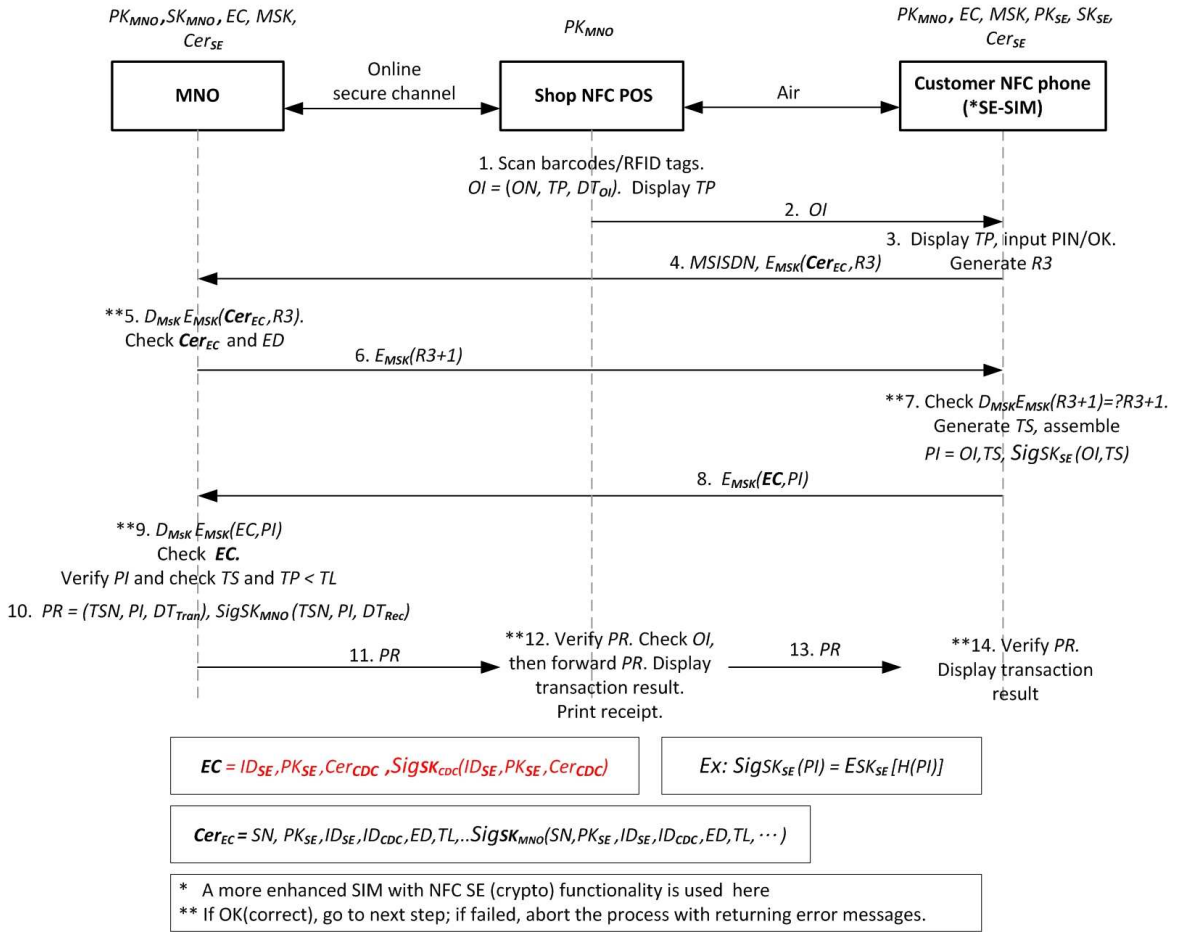 PK_MNO, SK_MNO, EC, MSK,
Cer_SE
PK_MNO
PK_MNO, EC, MSK, PK_SE, SK_SE,
Cer_SE
MNO
Online
secure channel
Shop NFC POS
Air
Customer NFC phone
(*SE-SIM)
1. Scan barcodes/RFID tags.
OI = (ON, TP, DT_OI). Display TP
2. OI
3. Display TP, input PIN/OK.
Generate R3
4. MSISDN, E_MSK(Cer_EC,R3)
**5. D_MsK E_MSK(Cer_EC,R3).
Check Cer_EC and ED
6. E_MSK(R3+1)
**7. Check D_MSK E_MSK(R3+1)=?R3+1.
Generate TS, assemble
PI = OI,TS, SigSK_SE(OI,TS)
8. E_MSK(EC,PI)
**9. D_MsK E_MSK(EC,PI)
Check EC.
Verify PI and check TS and TP < TL
10. PR = (TSN, PI, DT_Tran), SigSK_MNO (TSN, PI, DT_Rec)
11. PR
**12. Verify PR. Check OI,
then forward PR. Display
transaction result.
Print receipt.
13. PR
**14. Verify PR.
Display transaction
result
EC = ID_SE,PK_SE,Cer_CDC ,SigSK_CDC(ID_SE,PK_SE,Cer_CDC)
Ex: SigSK_SE(PI) = ESK_SE[H(PI)]
Cer_EC = SN, PK_SE,ID_SE,ID_CDC,ED,TL,..SigSK_MNO(SN,PK_SE,ID_SE,ID_CDC,ED,TL, ⋯)
* A more enhanced SIM with NFC SE (crypto) functionality is used here
** If OK(correct), go to next step; if failed, abort the process with returning error messages.